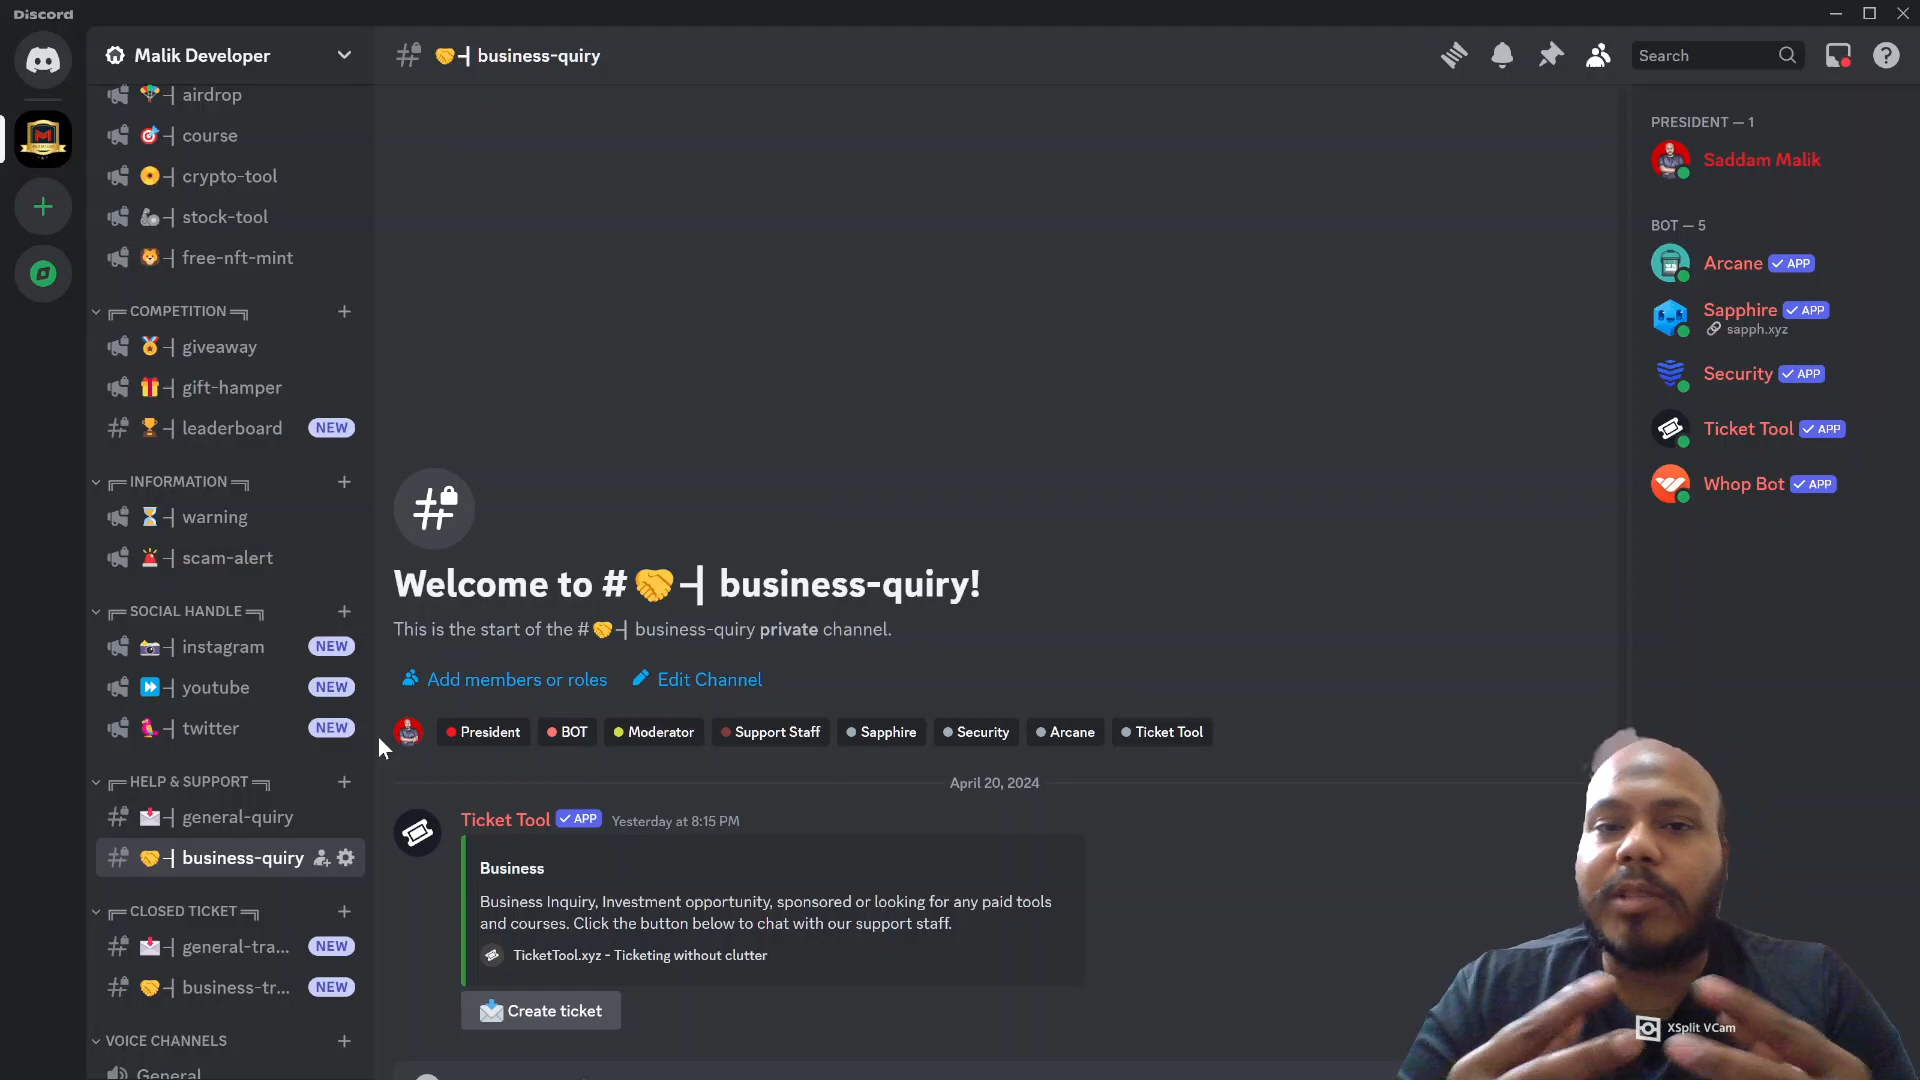 Discord
Malik Developer
airdrop
course
crypto-tool
stock-tool
free-nft-mint
COMPETITION
giveaway
gift-hamper
leaderboard NEW
INFORMATION
warning
scam-alert
SOCIAL HANDLE
instagram NEW
youtube NEW
twitter NEW
HELP & SUPPORT
general-quiry
business-quiry
CLOSED TICKET
general-tra... NEW
business-tr... NEW
VOICE CHANNELS
General
business-quiry
Search
Welcome to # business-quiry!
This is the start of the # business-quiry private channel.
Add members or roles Edit Channel
President BOT Moderator Support Staff Sapphire Security Arcane Ticket Tool
April 20, 2024
Ticket Tool APP Yesterday at 8:15 PM
Business
Business Inquiry, Investment opportunity, sponsored or looking for any paid tools
and courses. Click the button below to chat with our support staff.
TicketTool.xyz - Ticketing without clutter
Create ticket
PRESIDENT — 1
Saddam Malik
BOT — 5
Arcane APP
Sapphire APP
sapph.xyz
Security APP
Ticket Tool APP
Whop Bot APP
XSplit VCam